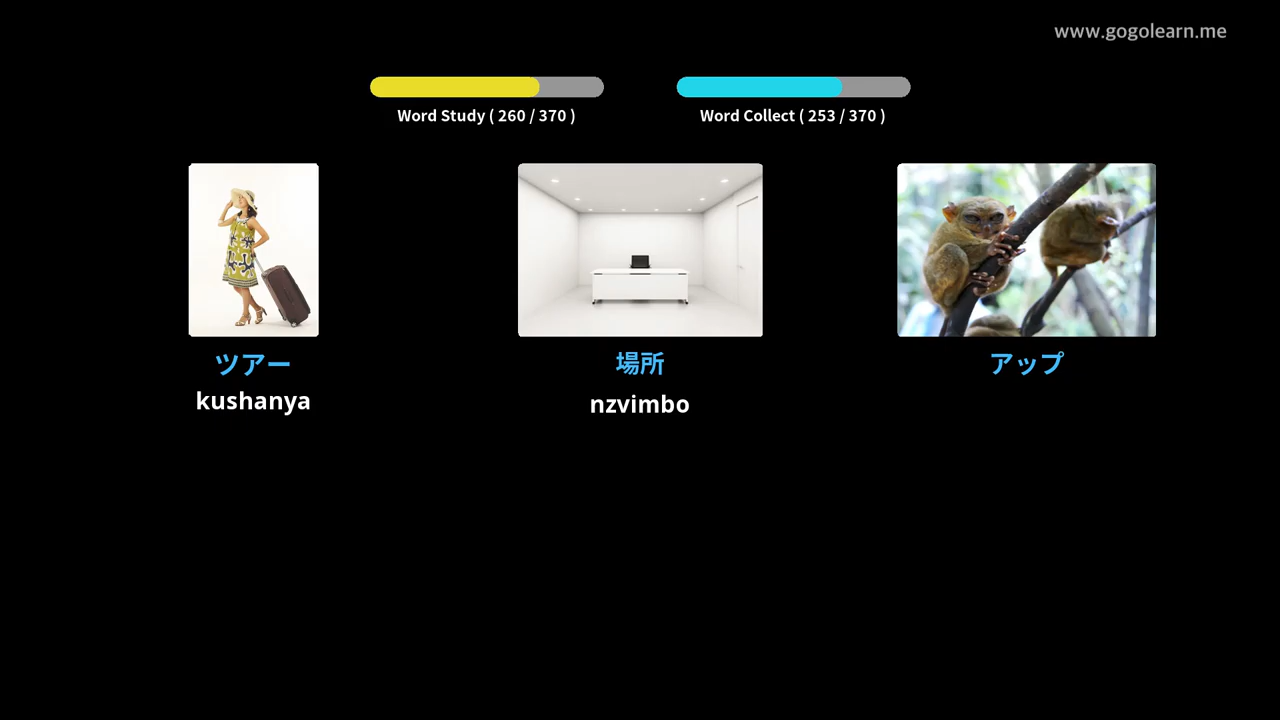 www.gogolearn.me
Word Study ( 260 / 370 )
Word Collect ( 253 / 370 )
ツアー
場所
アップ
kushanya
nzvimbo